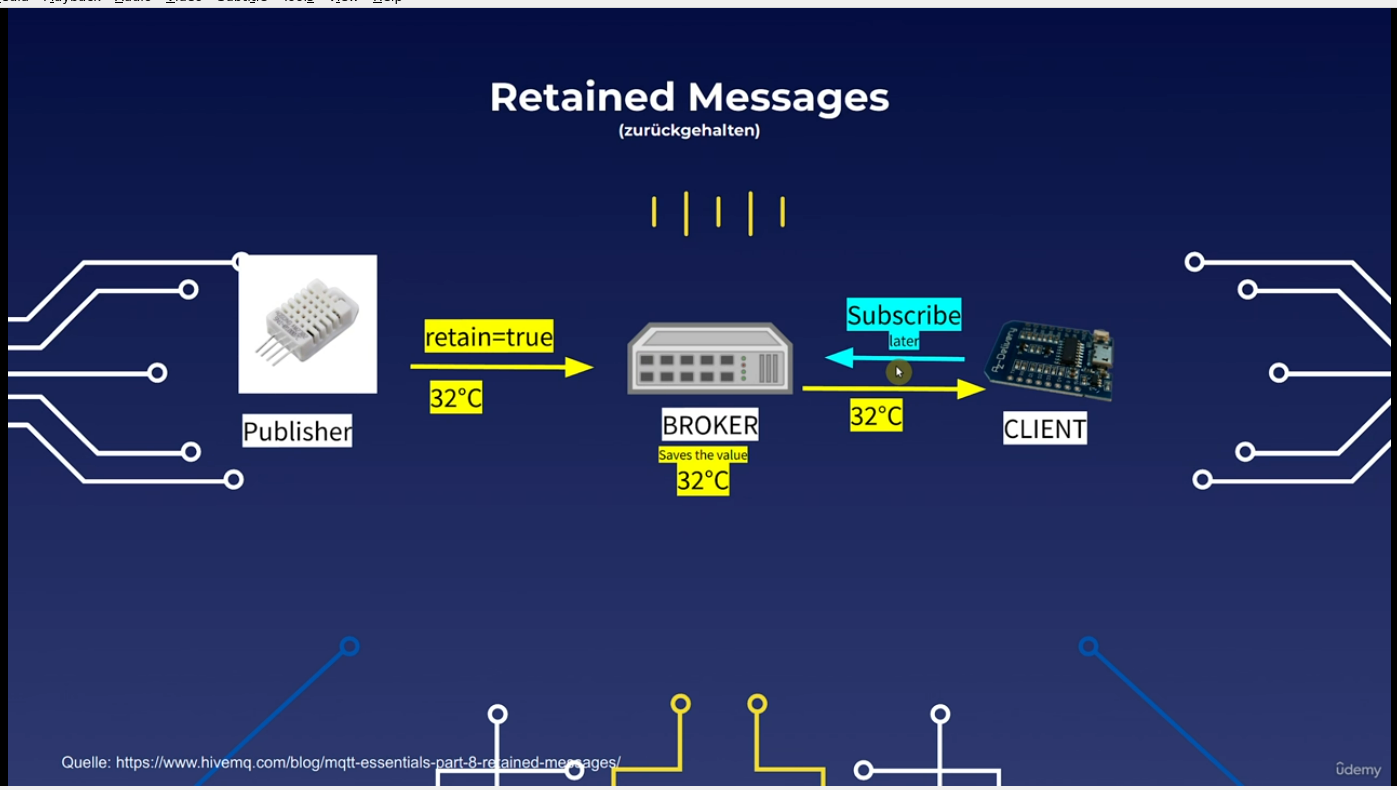 Retained Messages
(zurückgehalten)
retain=true
32°C
Publisher
BROKER
Saves the value
32°C
Subscribe
later
32°C
CLIENT
Quelle: https://www.hivemq.com/blog/mqtt-essentials-part-8-retained-messages/
ûdemy